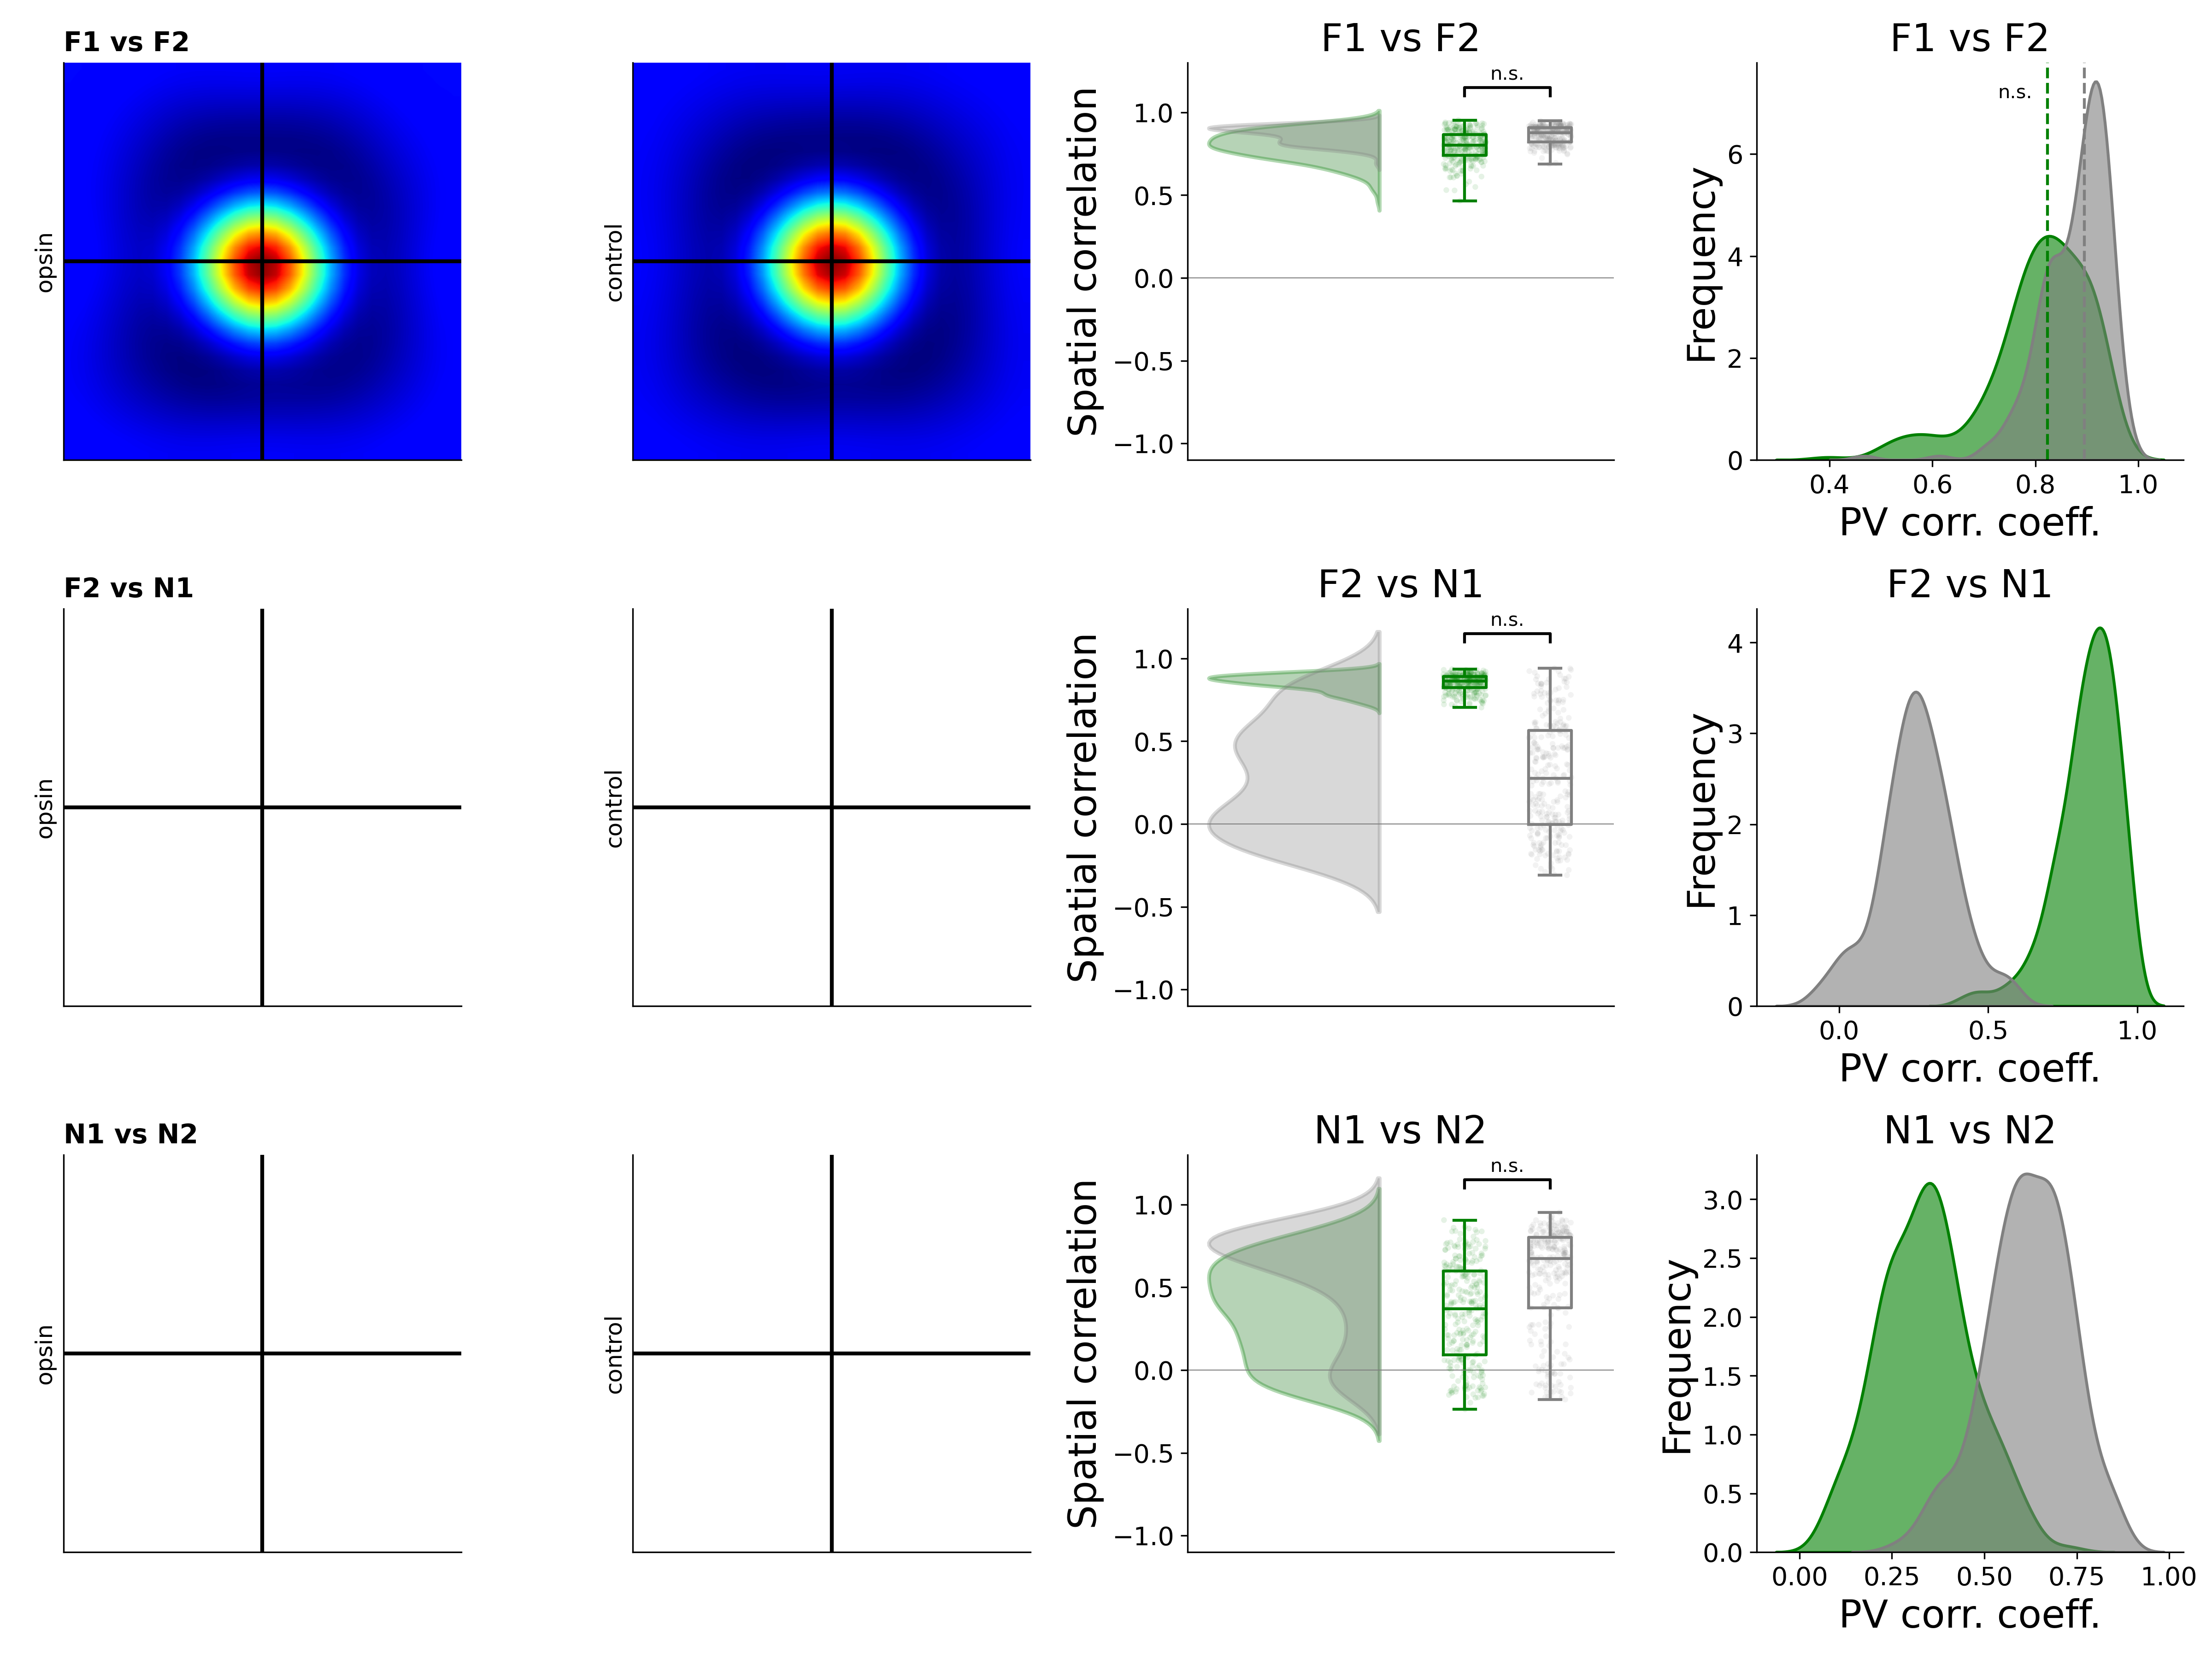 F1 vs F2
opsin
control
F1 vs F2
Spatial correlation
1.0
0.5
0.0
−0.5
−1.0
n.s.
F1 vs F2
Frequency
6
4
2
0
n.s.
0.4 0.6 0.8 1.0
PV corr. coeff.
F2 vs N1
opsin
control
F2 vs N1
Spatial correlation
1.0
0.5
0.0
−0.5
−1.0
n.s.
F2 vs N1
Frequency
4
3
2
1
0
0.0 0.5 1.0
PV corr. coeff.
N1 vs N2
opsin
control
N1 vs N2
Spatial correlation
1.0
0.5
0.0
−0.5
−1.0
n.s.
N1 vs N2
Frequency
3.0
2.5
2.0
1.5
1.0
0.5
0.0
0.00 0.25 0.50 0.75 1.00
PV corr. coeff.